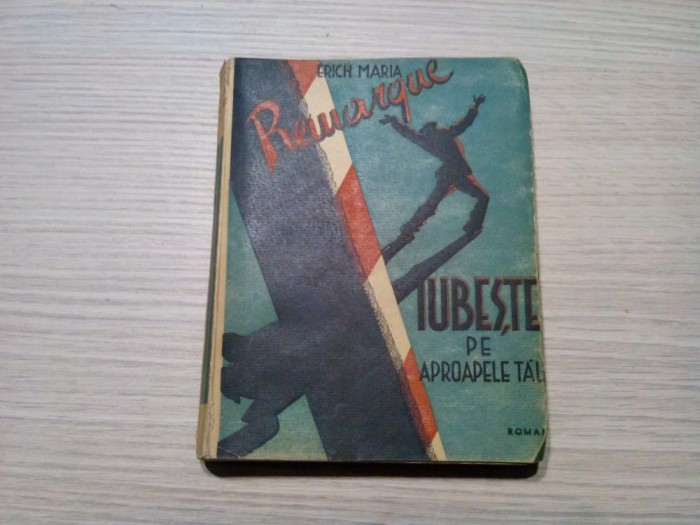 ERICH MARIA
Remarque
IUBEȘTE
PE
APROAPELE TĂU
ROMAN